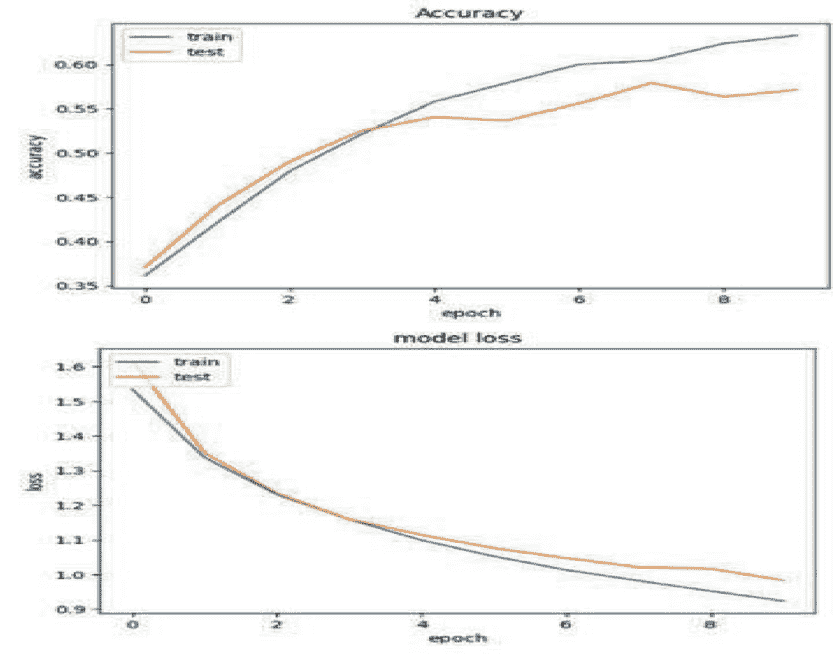 Accuracy
train
test
0.60
0.55
0.50
0.45
0.40
0.35
accuracy
0 2 4 6 8
epoch
model loss
train
test
1.6
1.5
1.4
1.3
1.2
1.1
1.0
0.9
loss
0 2 4 6 8
epoch